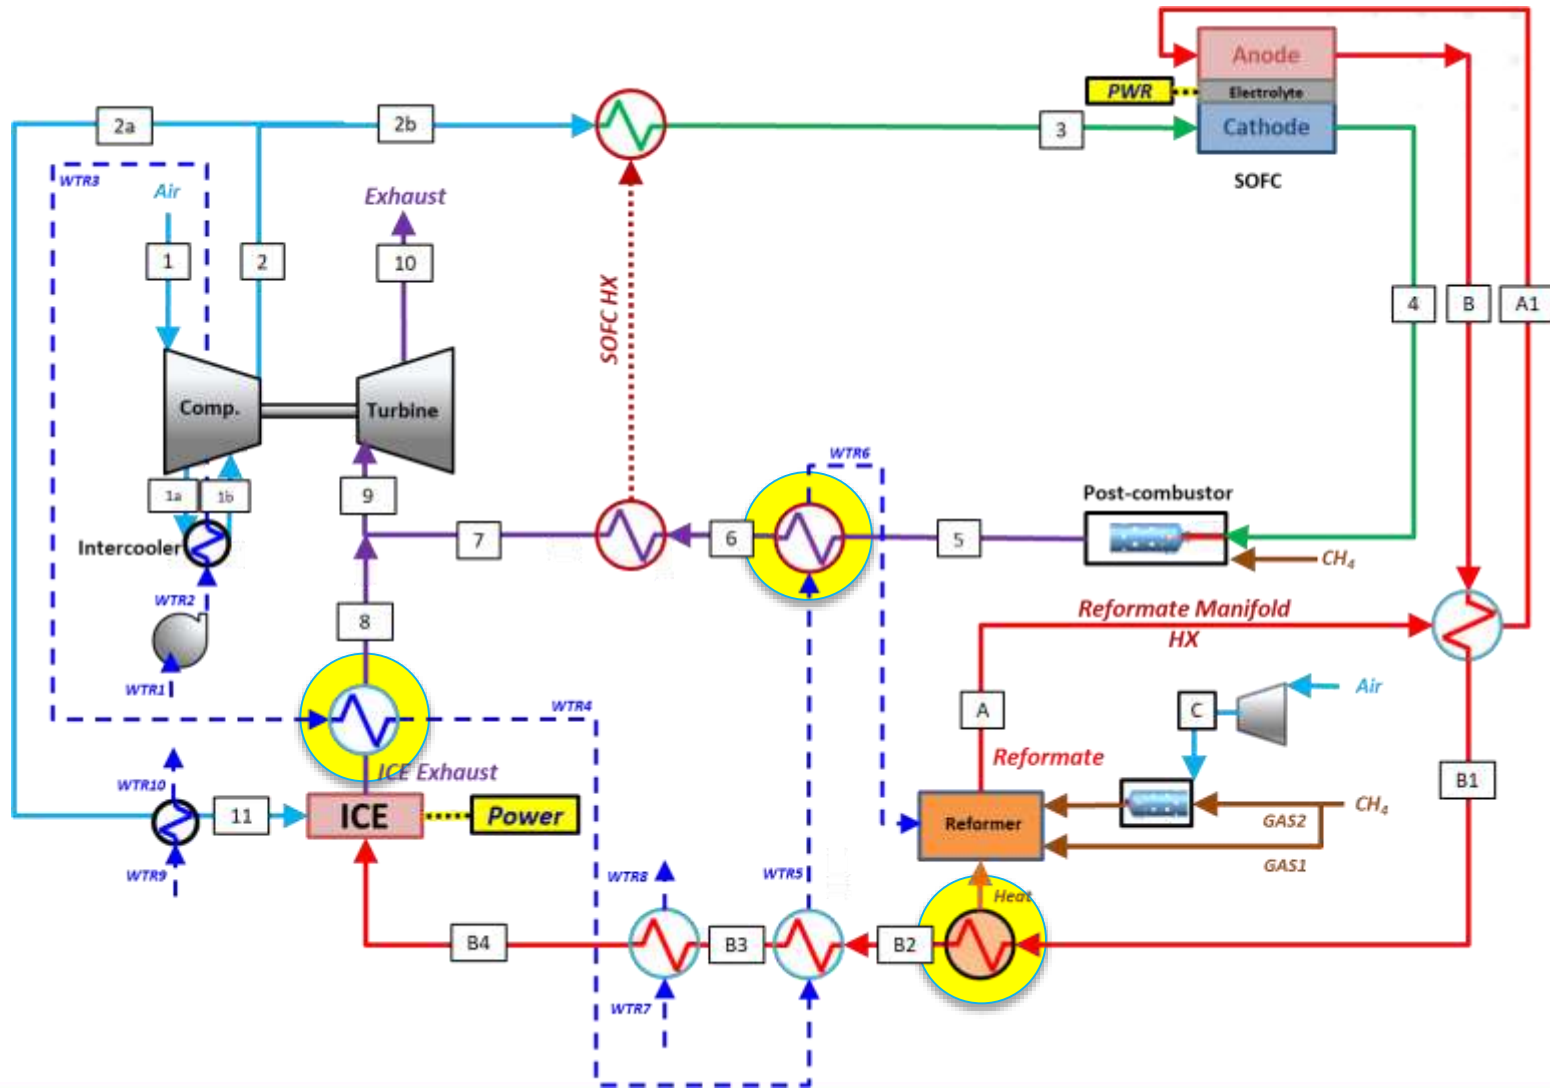 Anode
PWR
Electrolyte
2a
2b
3
Cathode
WTR3
Air
SOFC
Exhaust
1
2
10
SOFC HX
4
B
A1
Comp.
Turbine
WTR6
1a
1b
9
Post-combustor
7
6
5
Intercooler
CH4
WTR2
Reformate Manifold
HX
8
WTR1
Air
WTR4
A
C
Reformate
ICE Exhaust
WTR10
B1
11
ICE
Power
Reformer
CH4
GAS2
WTR9
WTR8
WTR5
GAS1
Heat
B4
B3
B2
WTR7